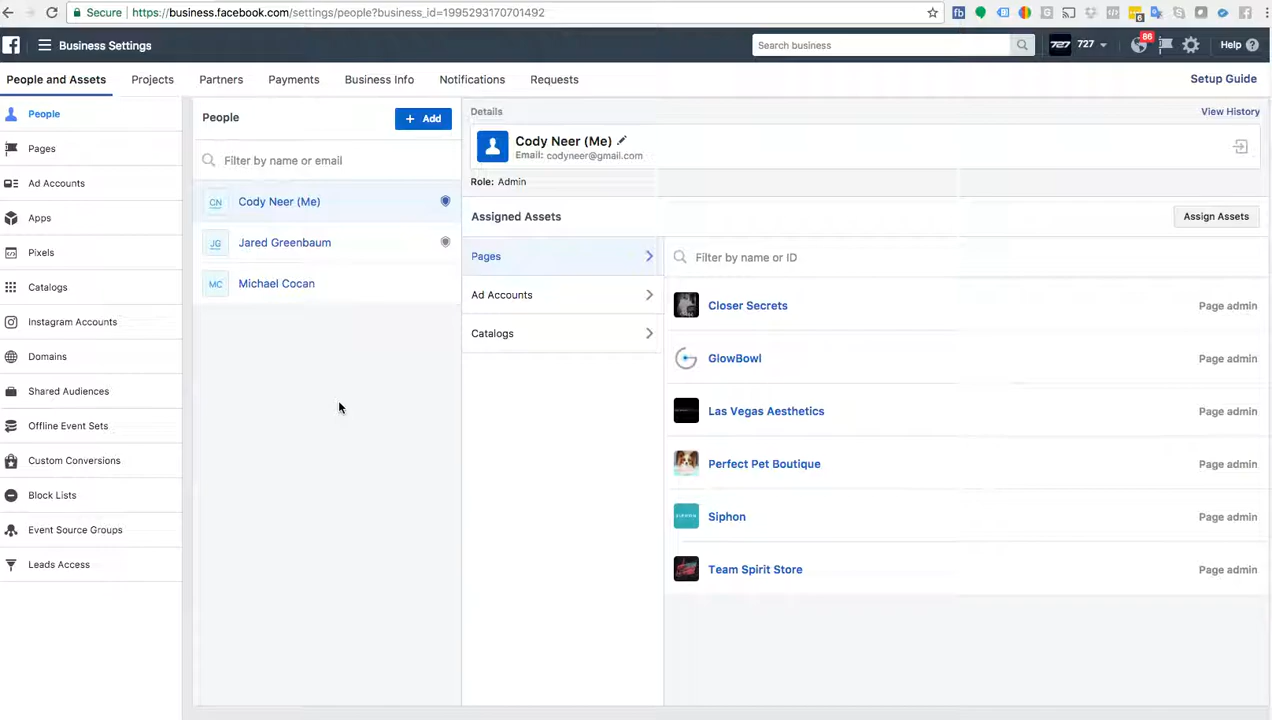 Secure
https://business.facebook.com/settings/people?business_id=1995293170701492
Business Settings
Search business
727
727
86
Help
People and Assets
Projects
Partners
Payments
Business Info
Notifications
Requests
Setup Guide
People
Pages
Ad Accounts
Apps
Pixels
Catalogs
Instagram Accounts
Domains
Shared Audiences
Offline Event Sets
Custom Conversions
Block Lists
Event Source Groups
Leads Access
People
+ Add
Filter by name or email
CN Cody Neer (Me)
JG Jared Greenbaum
MC Michael Cocan
Details
View History
Cody Neer (Me)
Email: codyneer@gmail.com
Role: Admin
Assigned Assets
Assign Assets
Pages
Ad Accounts
Catalogs
Filter by name or ID
Closer Secrets Page admin
GlowBowl Page admin
Las Vegas Aesthetics Page admin
Perfect Pet Boutique Page admin
Siphon Page admin
Team Spirit Store Page admin